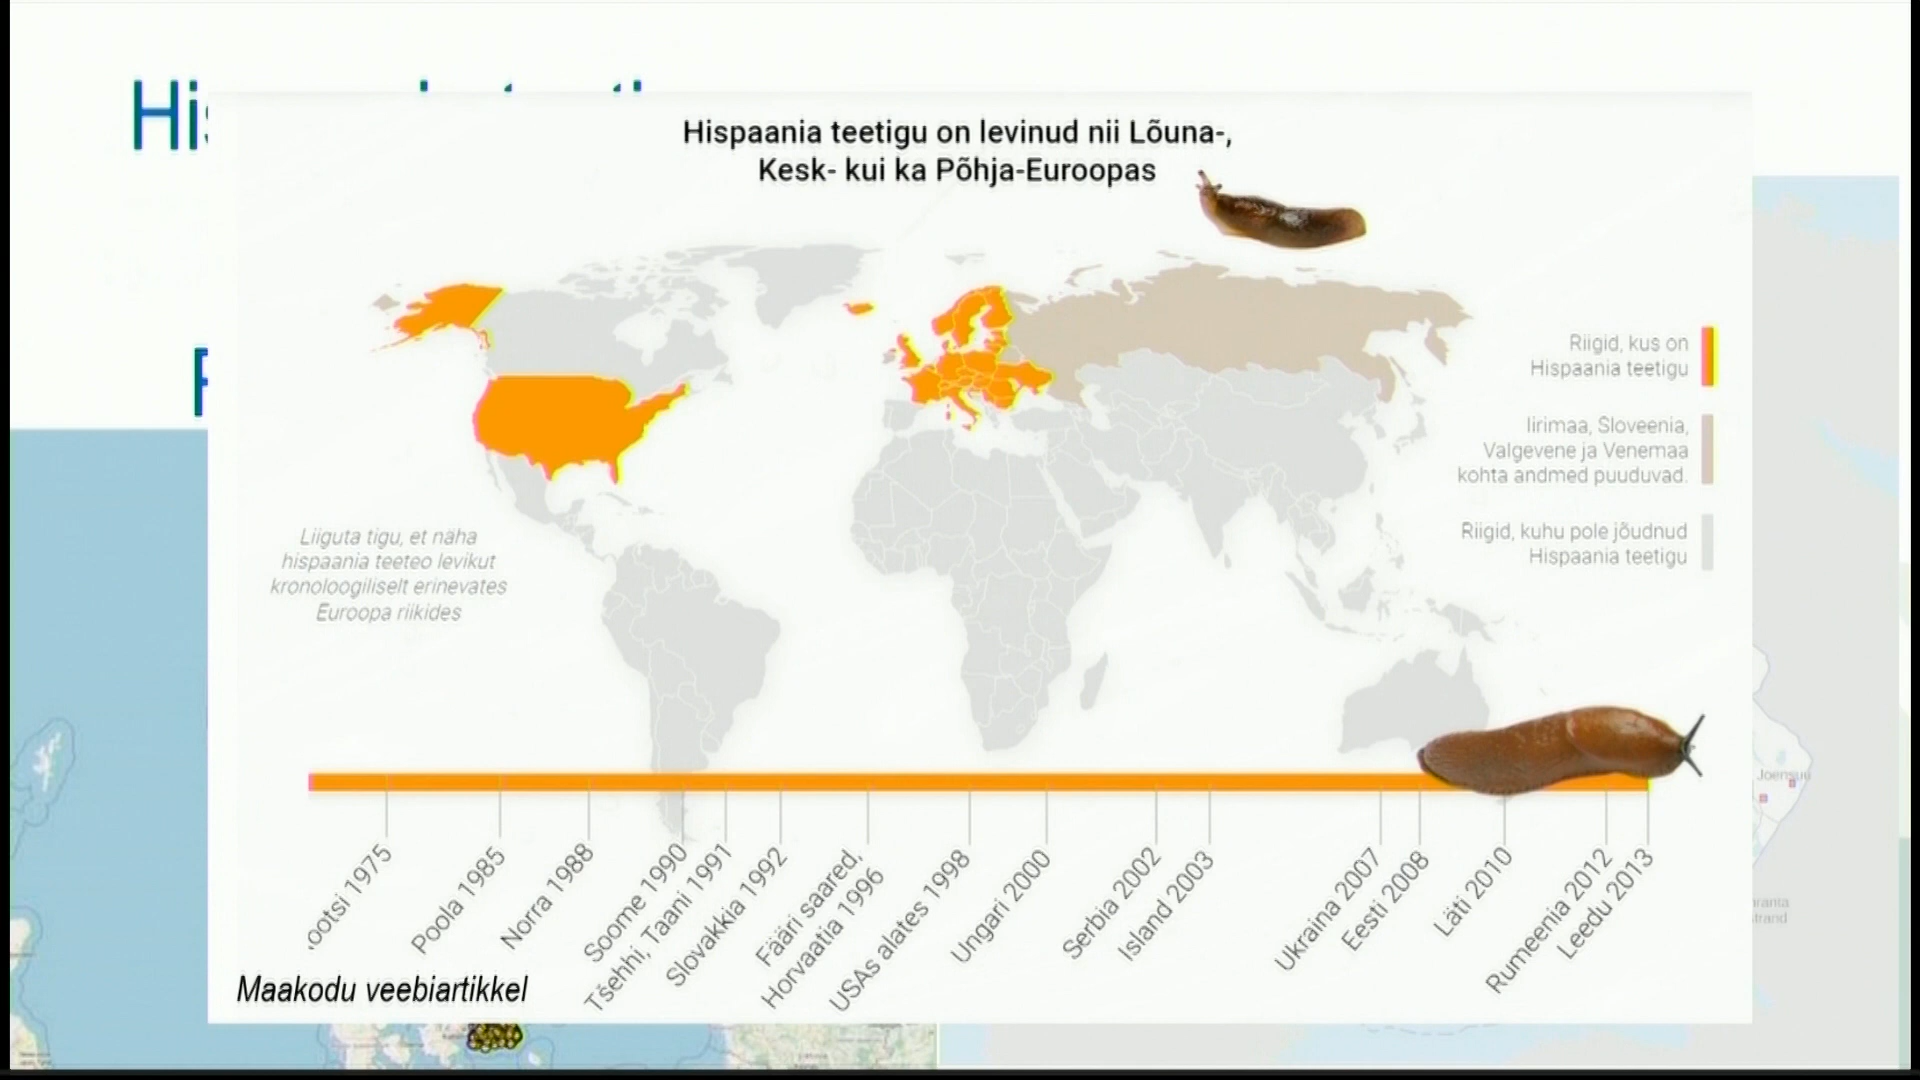 Hispaania teetigu on levinud nii Lõuna-,
Kesk- kui ka Põhja-Euroopas
Riigid, kus on
Hispaania teetigu
Iirimaa, Sloveenia,
Valgevene ja Venemaa
kohta andmed puuduvad.
Riigid, kuhu pole jõudnud
Hispaania teetigu
Liiguta tigu, et näha
hispaania teeteo levikut
kronoloogiliselt erinevates
Euroopa riikides
ootsi 1975
Poola 1985
Norra 1988
Soome 1990
Tšehhi, Taani 1991
Slovakkia 1992
Fääri saared,
Horvaatia 1996
USAs alates 1998
Ungari 2000
Serbia 2002
Island 2003
Ukraina 2007
Eesti 2008
Läti 2010
Rumeenia 2012
Leedu 2013
Maakodu veebiartikkel
Joensuu